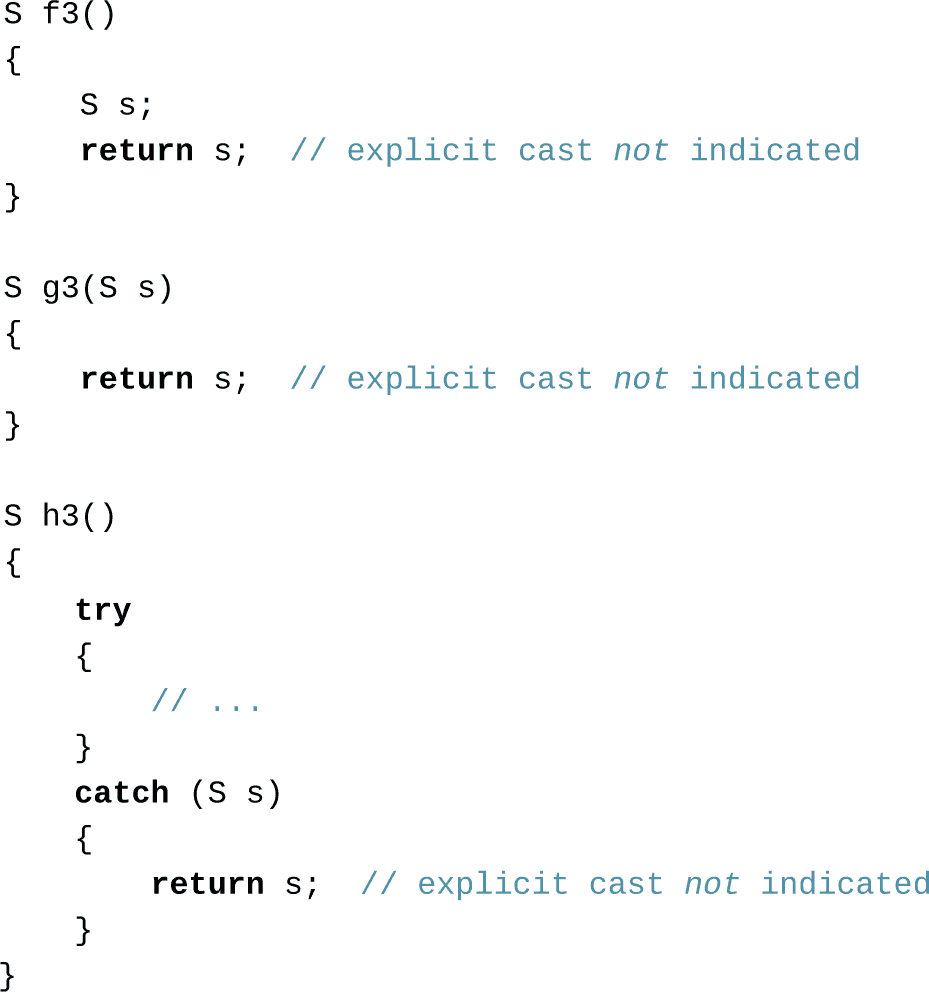 S f3()
{
    S s;
    return s;  // explicit cast not indicated
}

S g3(S s)
{
    return s;  // explicit cast not indicated
}

S h3()
{
    try
    {
        // ...
    }
    catch (S s)
    {
        return s;  // explicit cast not indicated
    }
}